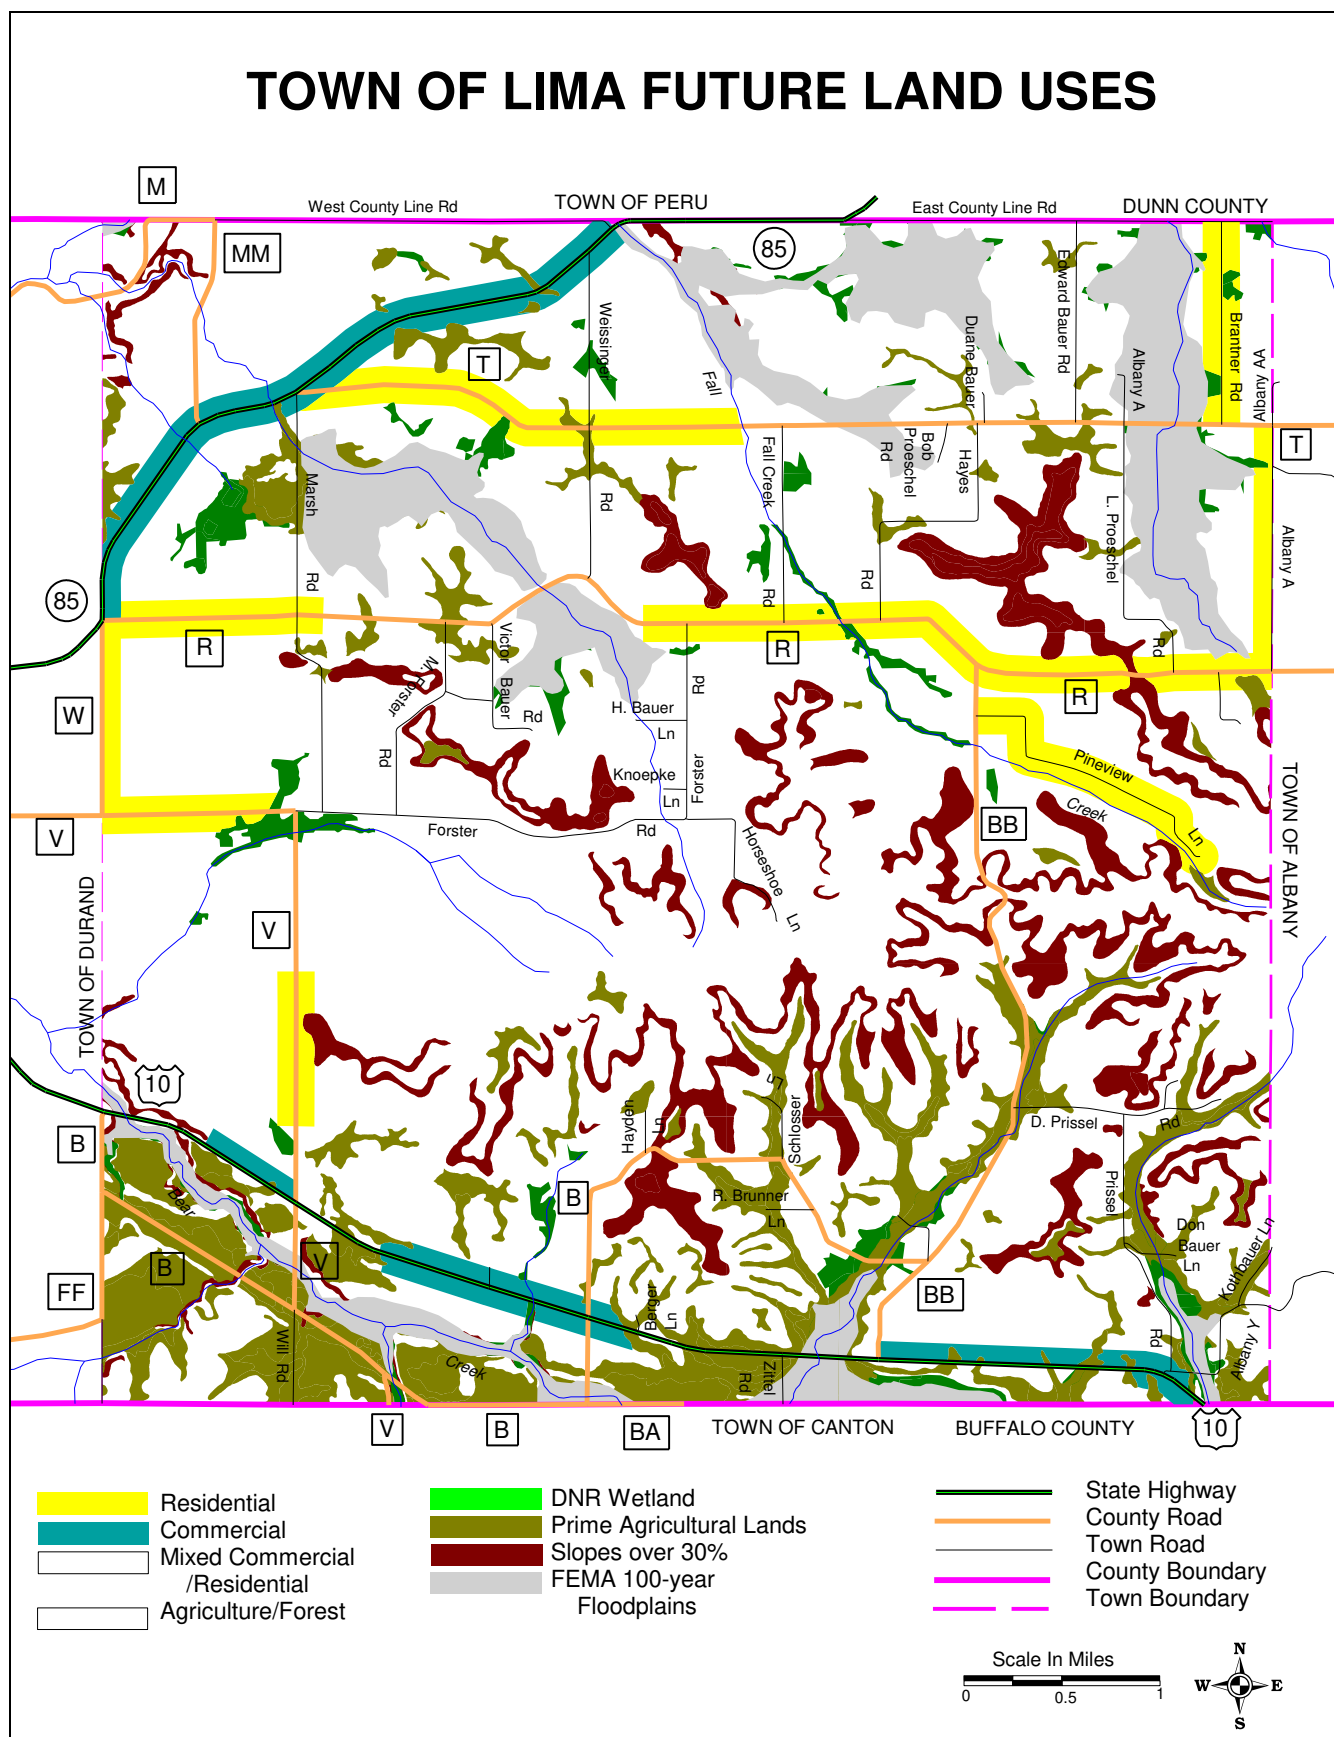 TOWN OF LIMA FUTURE LAND USES
M
West County Line Rd
TOWN OF PERU
East County Line Rd
DUNN COUNTY
MM
85
Weissinger
Rd
Fall
Duane Bauer
Edward Bauer Rd
Albany A
Brantner Rd
Albany AA
T
T
Marsh
Rd
Fall Creek
Rd
Bob
Proeschel
Rd
Hayes
Rd
L. Proeschel
Rd
Albany A
85
R
R
R
W
V
M. Forster
Rd
Victor
Bauer
Rd
H. Bauer
Ln
Knoepke
Ln
Rd
Forster
Forster
Rd
Horseshoe
Ln
BB
Pineview
Ln
Creek
TOWN OF ALBANY
TOWN OF DURAND
V
10
B
Hayden
Ln
Ln
Schlosser
D. Prissel
Rd
Prissel
Rd
B
R. Brunner
Ln
Don
Bauer
Ln
Kothbauer Ln
Bear
B
V
FF
BB
Berger
Ln
Will Rd
Creek
Zittel
Rd
Albany Y
V
B
BA
TOWN OF CANTON
BUFFALO COUNTY
10
Residential
Commercial
Mixed Commercial
/Residential
Agriculture/Forest
DNR Wetland
Prime Agricultural Lands
Slopes over 30%
FEMA 100-year
Floodplains
State Highway
County Road
Town Road
County Boundary
Town Boundary
Scale In Miles
0 0.5 1
N
W E
S